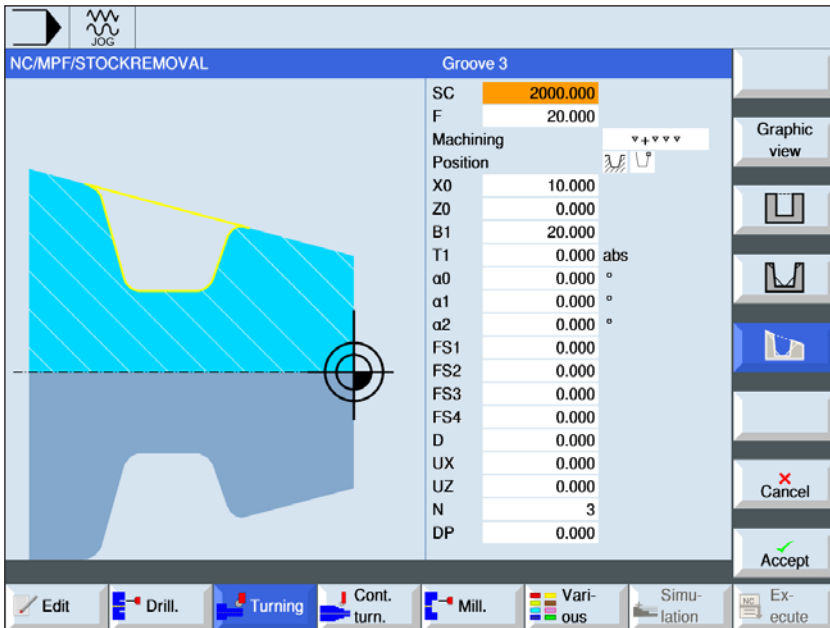 JOG
NC/MPF/STOCKREMOVAL
Groove 3
SC 2000.000
F 20.000
Machining ▿+▿▿▿
Position
X0 10.000
Z0 0.000
B1 20.000
T1 0.000 abs
α0 0.000 °
α1 0.000 °
α2 0.000 °
FS1 0.000
FS2 0.000
FS3 0.000
FS4 0.000
D 0.000
UX 0.000
UZ 0.000
N 3
DP 0.000
Graphic
view
Cancel
Accept
Edit
Drill.
Turning
Cont.
turn.
Mill.
Vari-
ous
Simu-
lation
NC
Ex-
ecute